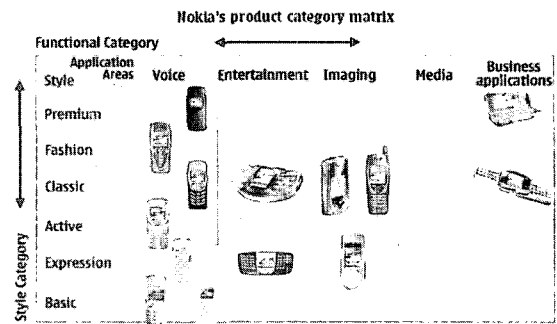 Nokia's product category matrix
Functional Category
Application Areas
Style
Voice
Entertainment
Imaging
Media
Business applications
Premium
Fashion
Classic
Active
Expression
Basic
Style Category